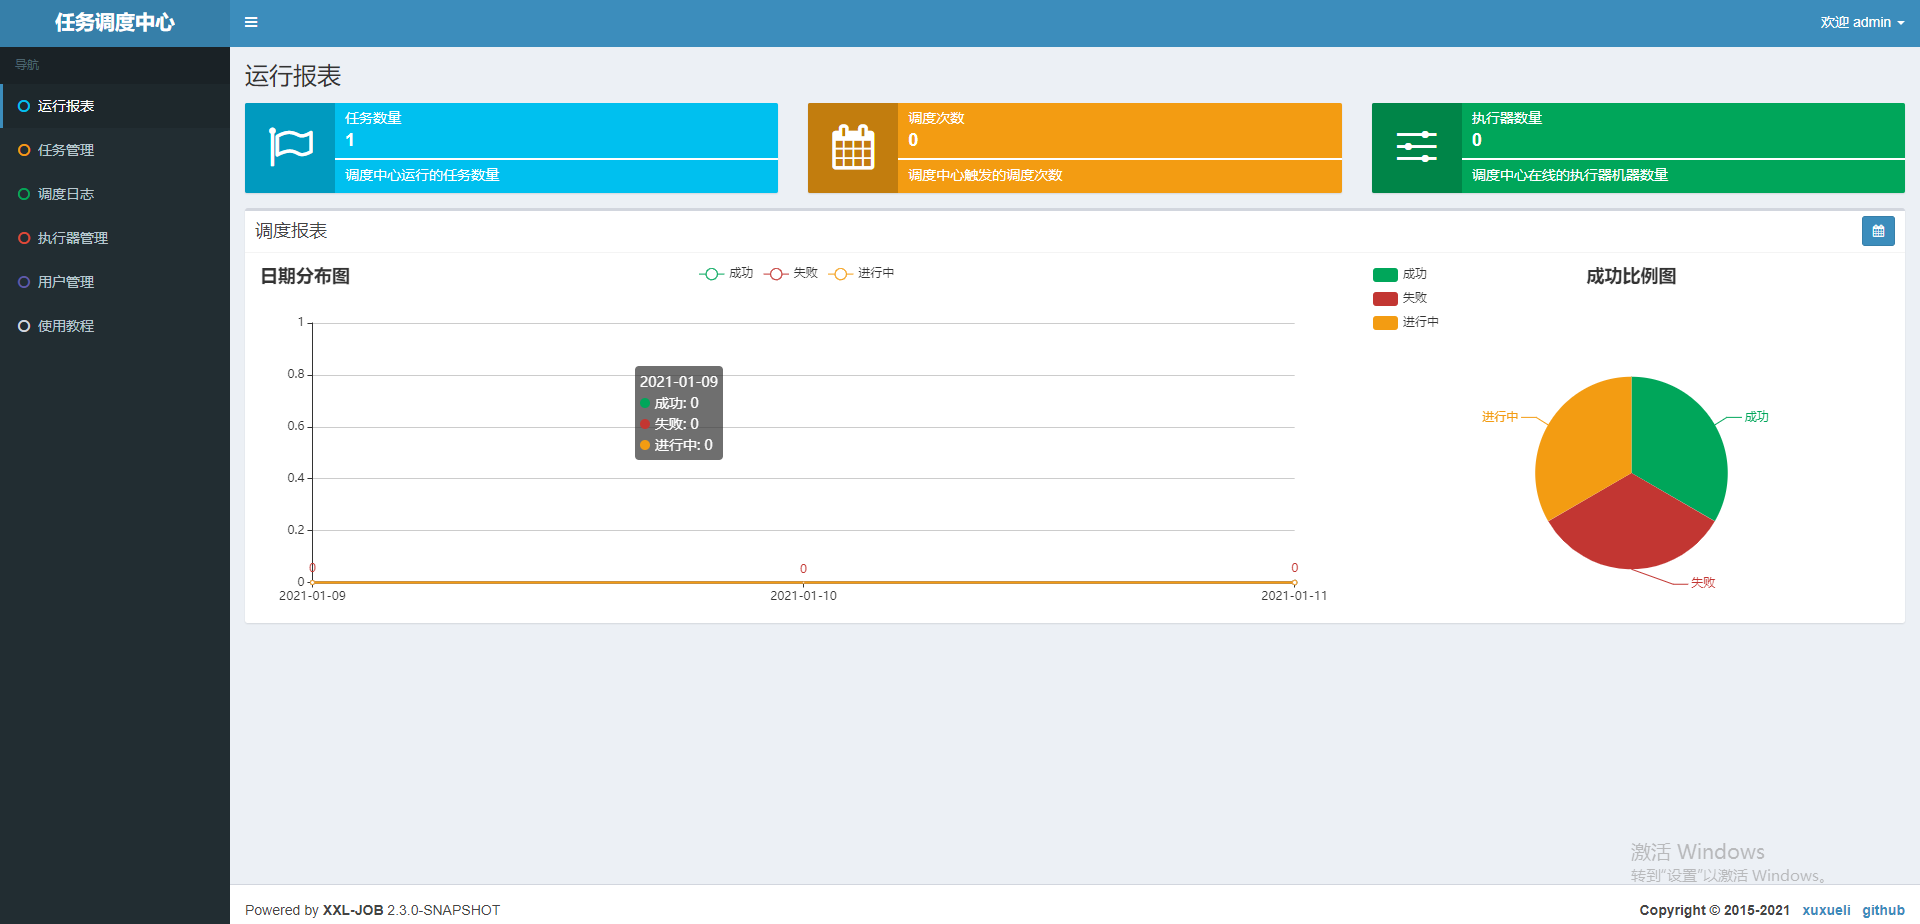 任务调度中心
欢迎 admin
导航
运行报表
任务管理
调度日志
执行器管理
用户管理
使用教程
运行报表
任务数量
1
调度中心运行的任务数量
调度次数
0
调度中心触发的调度次数
执行器数量
0
调度中心在线的执行器机器数量
调度报表
日期分布图
成功 失败 进行中
1
0.8
0.6
0.4
0.2
0
0 0 0
2021-01-09 2021-01-10 2021-01-11
2021-01-09
成功: 0
失败: 0
进行中: 0
成功
失败
进行中
成功比例图
进行中
成功
失败
激活 Windows
转到“设置”以激活 Windows。
Powered by XXL-JOB 2.3.0-SNAPSHOT
Copyright © 2015-2021 xuxueli github